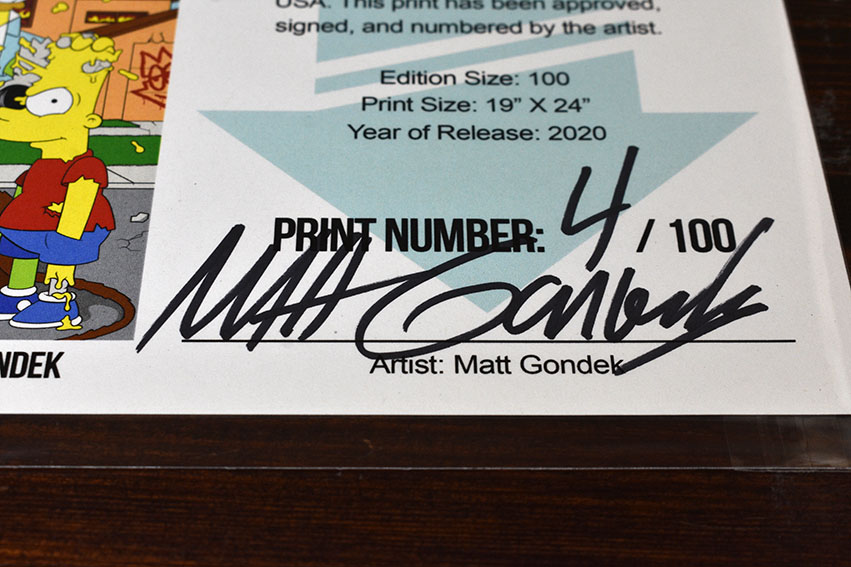 USA. This print has been approved,
signed, and numbered by the artist.
Edition Size: 100
Print Size: 19” X 24”
Year of Release: 2020
PRINT NUMBER: 4 / 100
Matt Gondek
Artist: Matt Gondek
NDEK